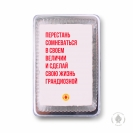 ПЕРЕСТАНЬ
СОМНЕВАТЬСЯ
В СВОЕМ
ВЕЛИЧИИ
И СДЕЛАЙ
СВОЮ ЖИЗНЬ
ГРАНДИОЗНОЙ